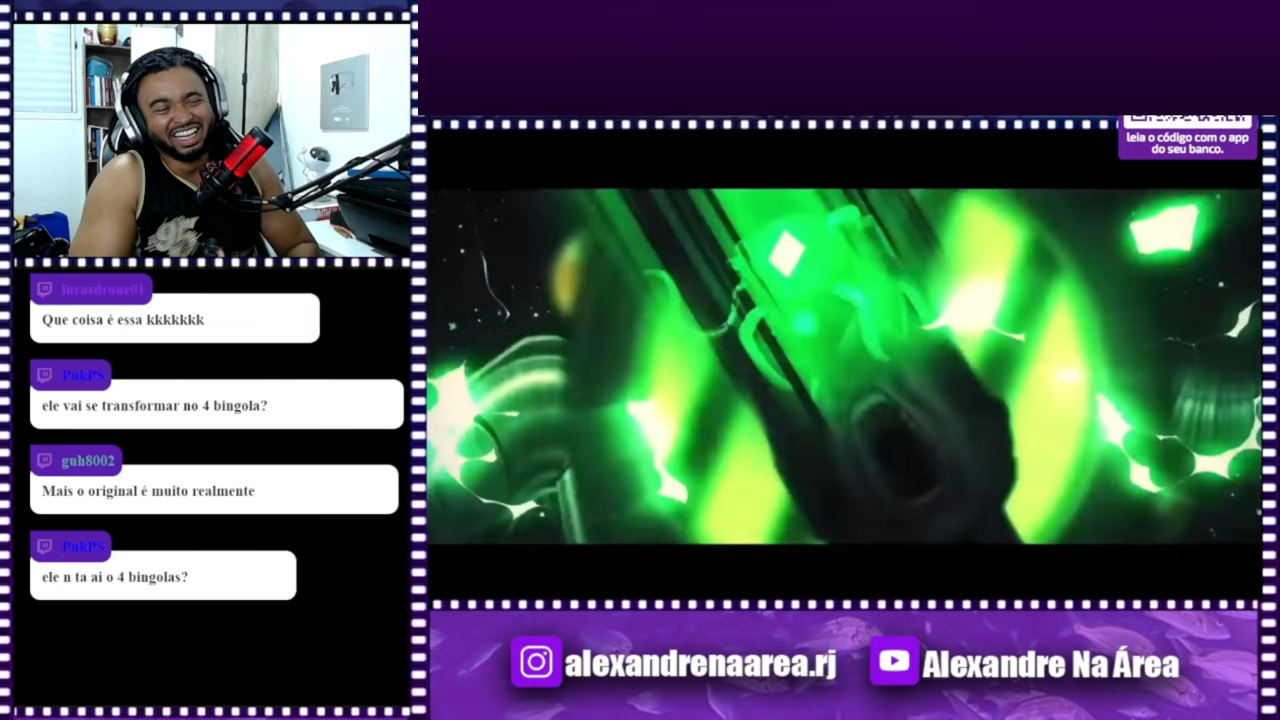 leia o código com o app
do seu banco.
lucasdrone01
Que coisa é essa kkkkkkk
PukPS
ele vai se transformar no 4 bingola?
guh8002
Mais o original é muito realmente
PukPS
ele n ta ai o 4 bingolas?
alexandrenaarea.rj
Alexandre Na Área